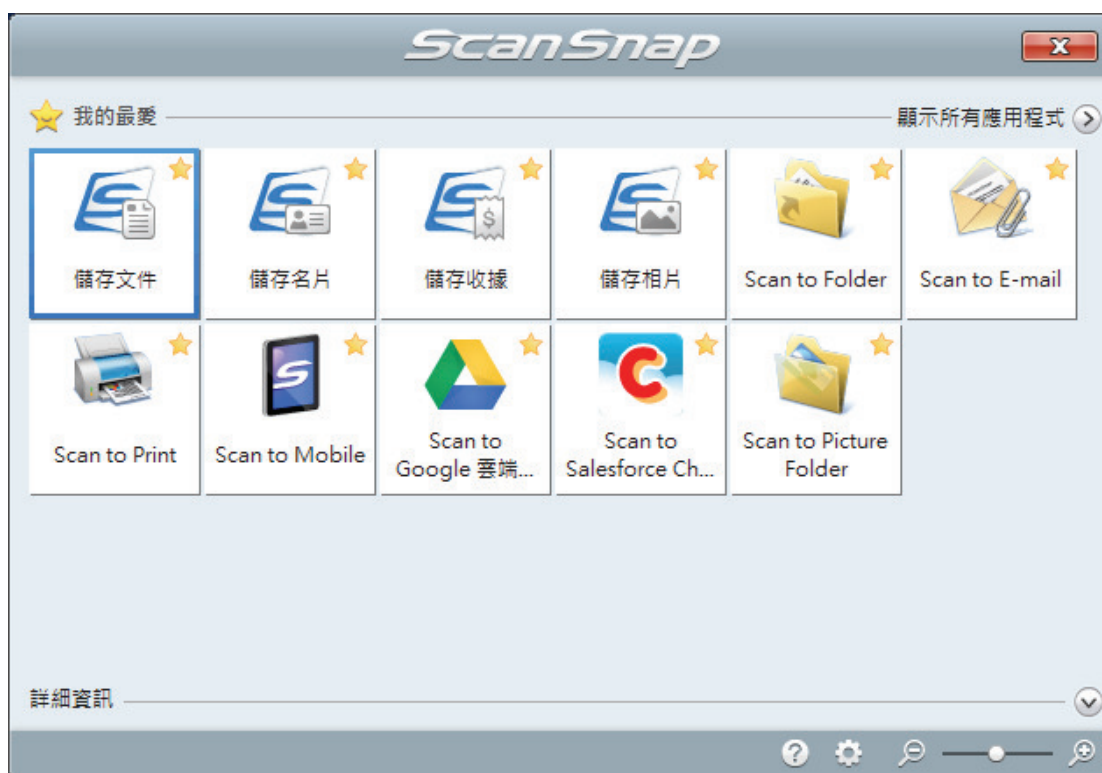 ScanSnap
我的最愛
顯示所有應用程式
儲存文件
儲存名片
儲存收據
儲存相片
Scan to Folder
Scan to E-mail
Scan to Print
Scan to Mobile
Scan to
Google 雲端...
Scan to
Salesforce Ch...
Scan to Picture
Folder
詳細資訊